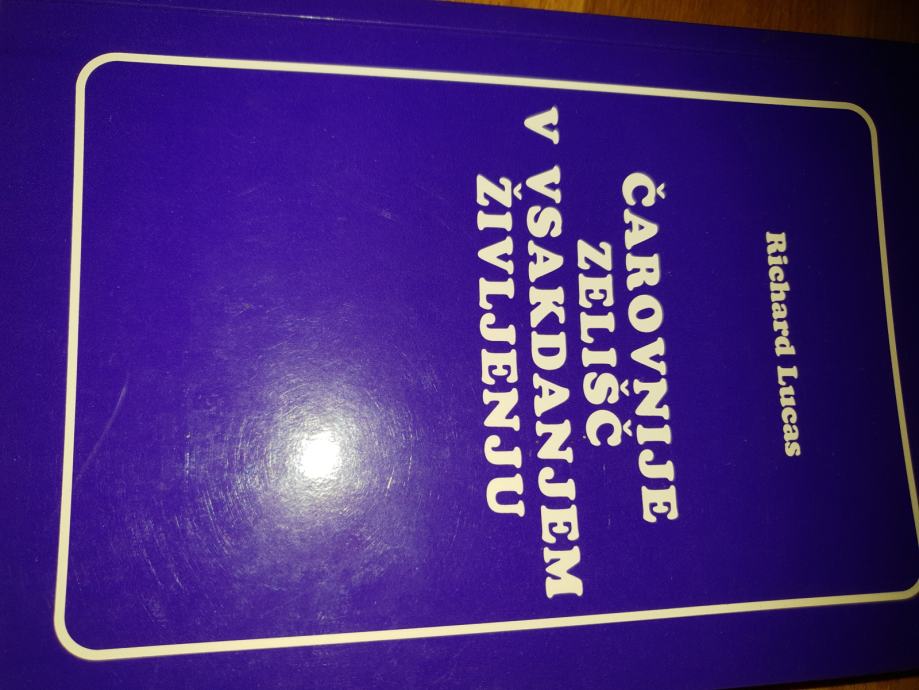 Richard Lucas
ČAROVNIJE
ZELIŠČ
V VSAKDANJEM
ŽIVLJENJU